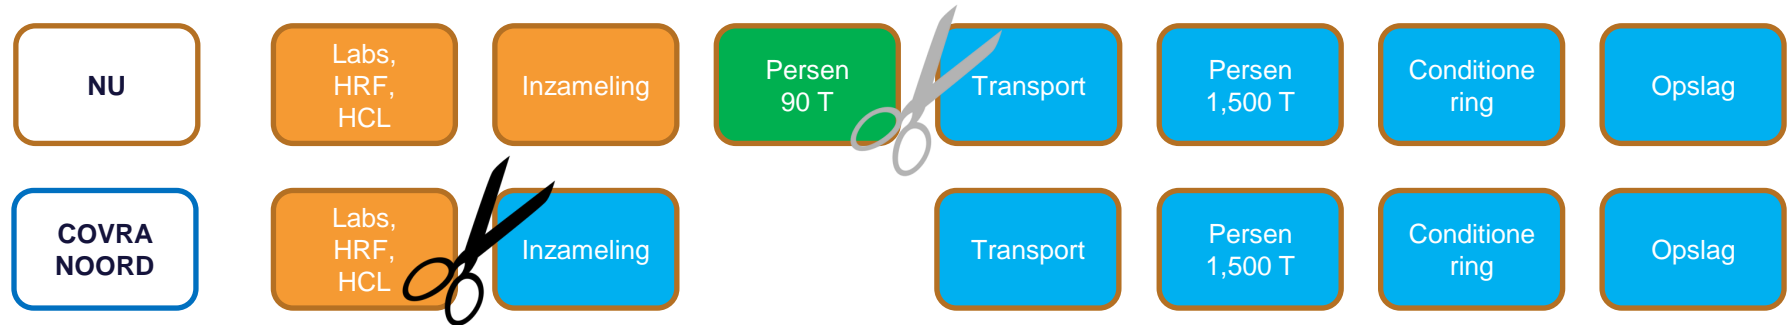 NU
Labs,
HRF,
HCL
Inzameling
Persen
90 T
Transport
Persen
1,500 T
Conditione
ring
Opslag
COVRA
NOORD
Labs,
HRF,
HCL
Inzameling
Transport
Persen
1,500 T
Conditione
ring
Opslag